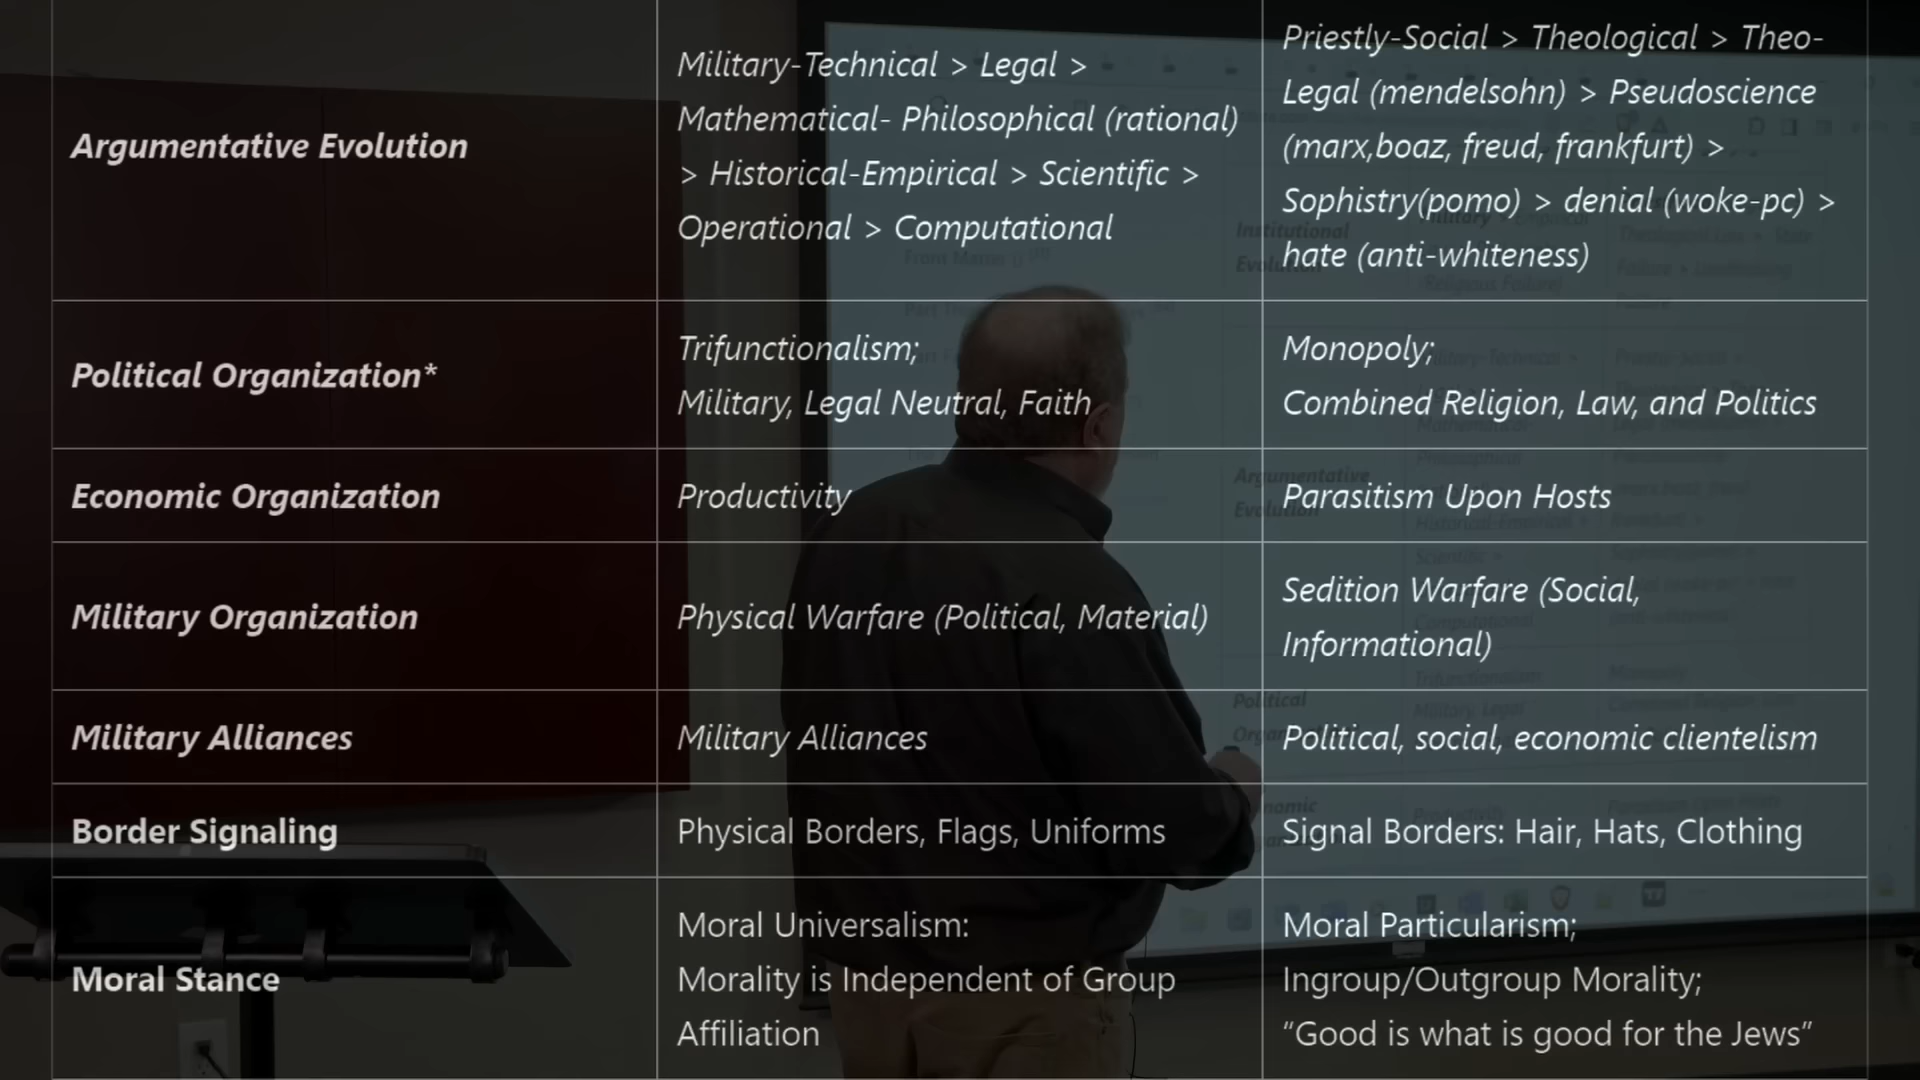 Argumentative Evolution
Military-Technical > Legal >
Mathematical- Philosophical (rational)
> Historical-Empirical > Scientific >
Operational > Computational
Priestly-Social > Theological > Theo-
Legal (mendelsohn) > Pseudoscience
(marx,boaz, freud, frankfurt) >
Sophistry(pomo) > denial (woke-pc) >
hate (anti-whiteness)
Political Organization*
Trifunctionalism;
Military, Legal Neutral, Faith
Monopoly;
Combined Religion, Law, and Politics
Economic Organization
Productivity
Parasitism Upon Hosts
Military Organization
Physical Warfare (Political, Material)
Sedition Warfare (Social,
Informational)
Military Alliances
Military Alliances
Political, social, economic clientelism
Border Signaling
Physical Borders, Flags, Uniforms
Signal Borders: Hair, Hats, Clothing
Moral Stance
Moral Universalism:
Morality is Independent of Group
Affiliation
Moral Particularism;
Ingroup/Outgroup Morality;
“Good is what is good for the Jews”